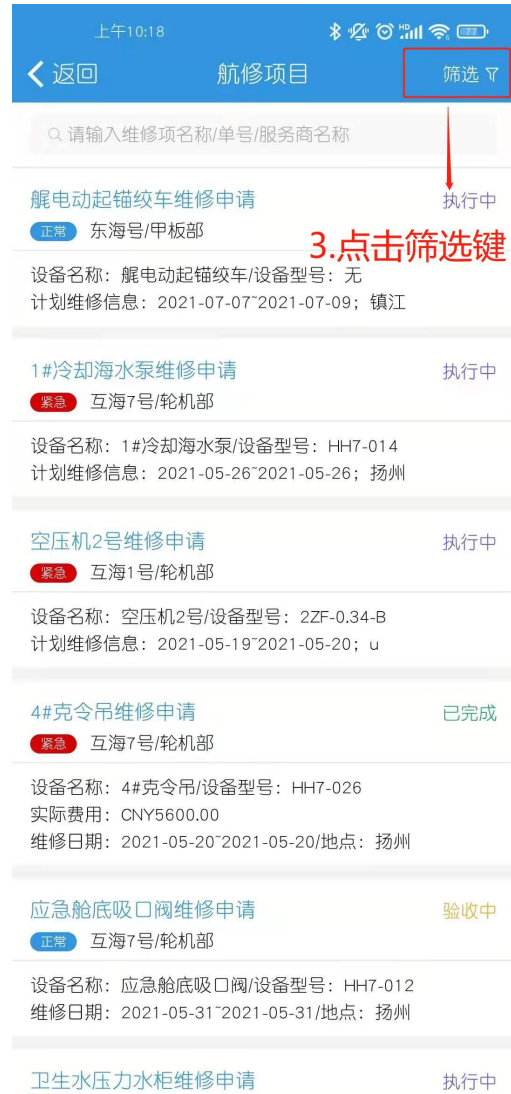 上午10:18 HD 77
返回 航修项目 筛选
请输入维修项名称/单号/服务商名称
艉电动起锚绞车维修申请 执行中
正常 东海号/甲板部
3.点击筛选键
设备名称：艉电动起锚绞车/设备型号：无
计划维修信息：2021-07-07~2021-07-09；镇江
1#冷却海水泵维修申请 执行中
紧急 互海7号/轮机部
设备名称：1#冷却海水泵/设备型号：HH7-014
计划维修信息：2021-05-26~2021-05-26；扬州
空压机2号维修申请 执行中
紧急 互海1号/轮机部
设备名称：空压机2号/设备型号：2ZF-0.34-B
计划维修信息：2021-05-19~2021-05-20；u
4#克令吊维修申请 已完成
紧急 互海7号/轮机部
设备名称：4#克令吊/设备型号：HH7-026
实际费用：CNY5600.00
维修日期：2021-05-20~2021-05-20/地点：扬州
应急舱底吸口阀维修申请 验收中
正常 互海7号/轮机部
设备名称：应急舱底吸口阀/设备型号：HH7-012
维修日期：2021-05-31~2021-05-31/地点：扬州
卫生水压力水柜维修申请 执行中